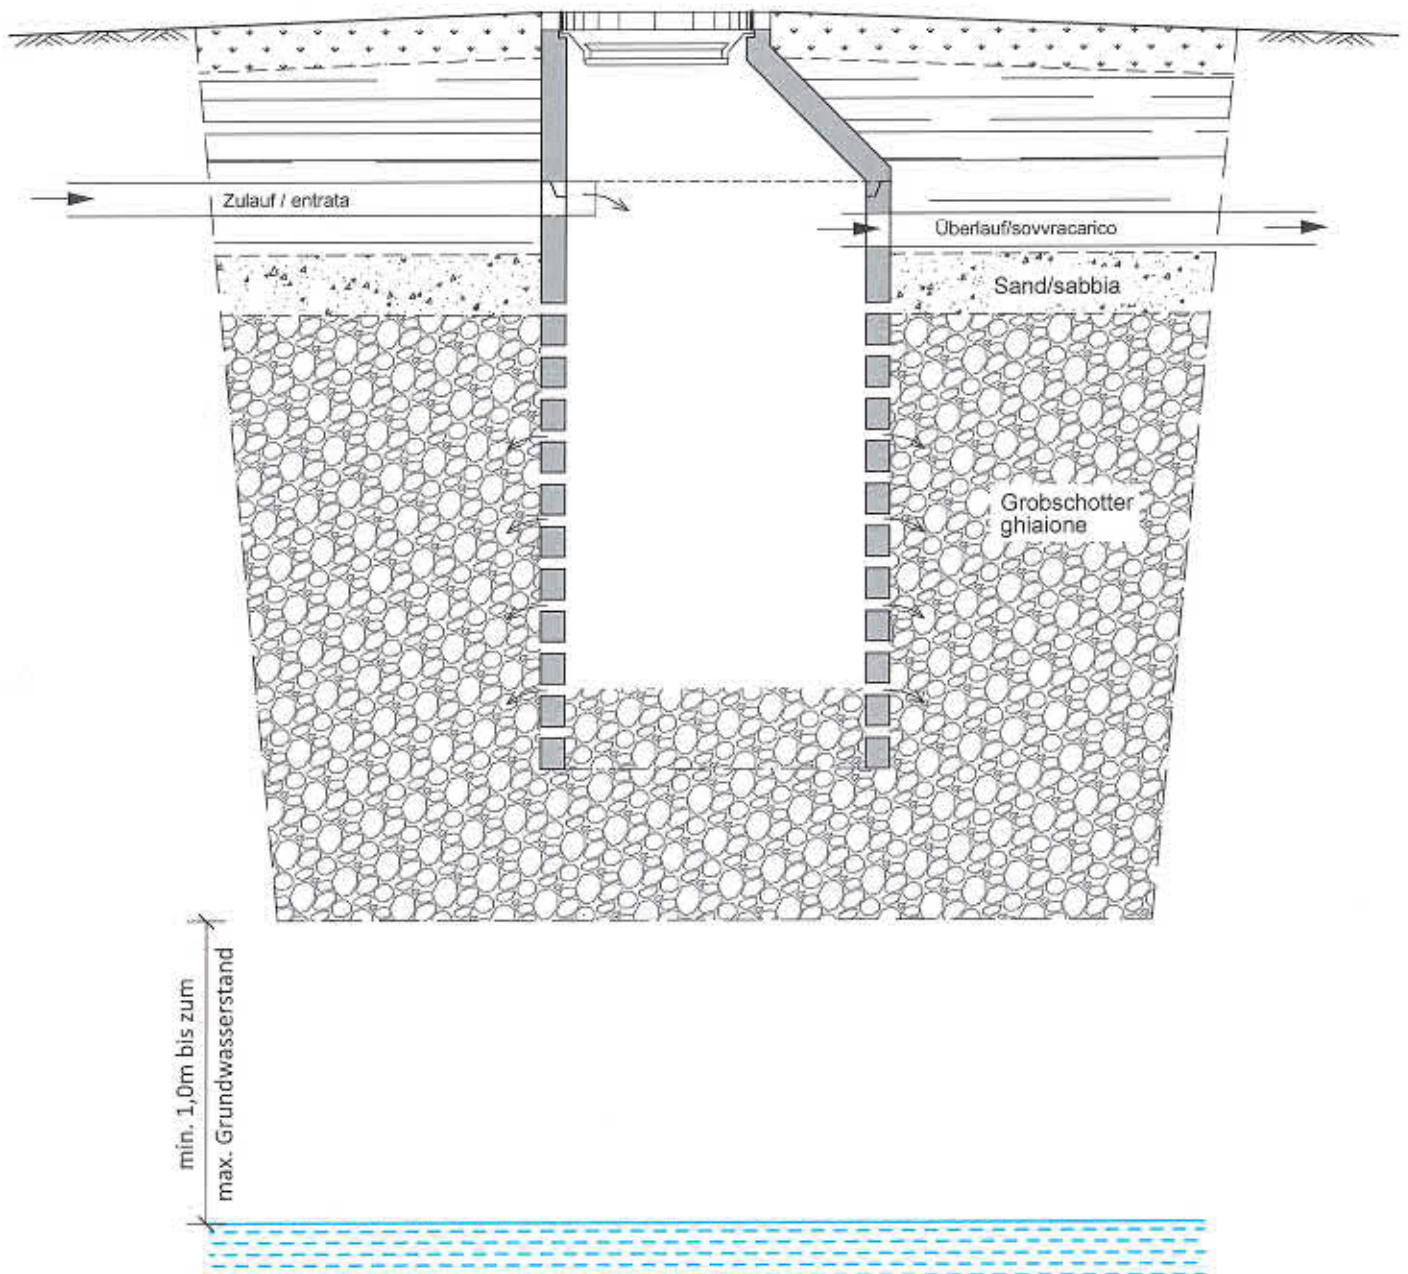 Zulauf / entrata
Überlauf/sovvracarico
Sand/sabbia
Grobschotter
ghiaione
min. 1,0m bis zum
max. Grundwasserstand